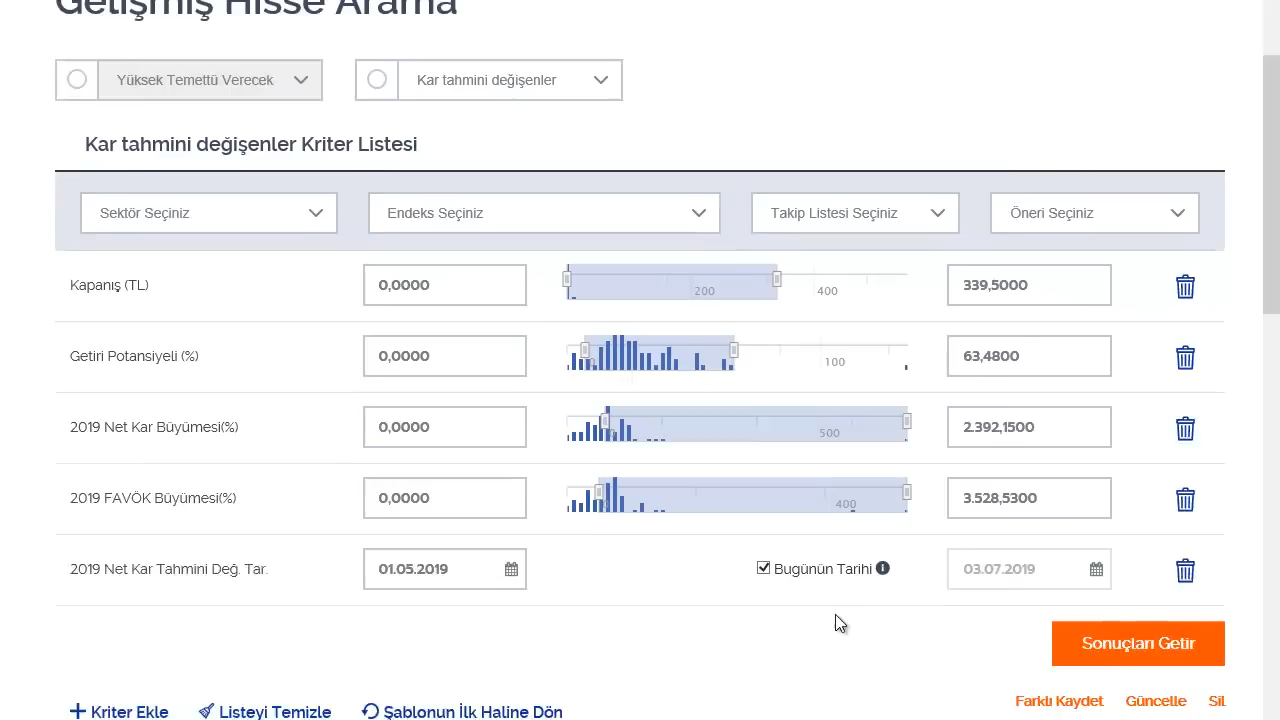 Gelişmiş Hisse Arama
Yüksek Temettü Verecek
Kar tahmini değişenler
Kar tahmini değişenler Kriter Listesi
Sektör Seçiniz
Endeks Seçiniz
Takip Listesi Seçiniz
Öneri Seçiniz
Kapanış (TL)
0,0000
200
400
339,5000
Getiri Potansiyeli (%)
0,0000
0
100
63,4800
2019 Net Kar Büyümesi(%)
0,0000
0
500
2.392,1500
2019 FAVÖK Büyümesi(%)
0,0000
0
400
3.528,5300
2019 Net Kar Tahmini Değ. Tar.
01.05.2019
Bugünün Tarihi
03.07.2019
Sonuçları Getir
Farklı Kaydet
Güncelle
Sil
Kriter Ekle
Listeyi Temizle
Şablonun İlk Haline Dön